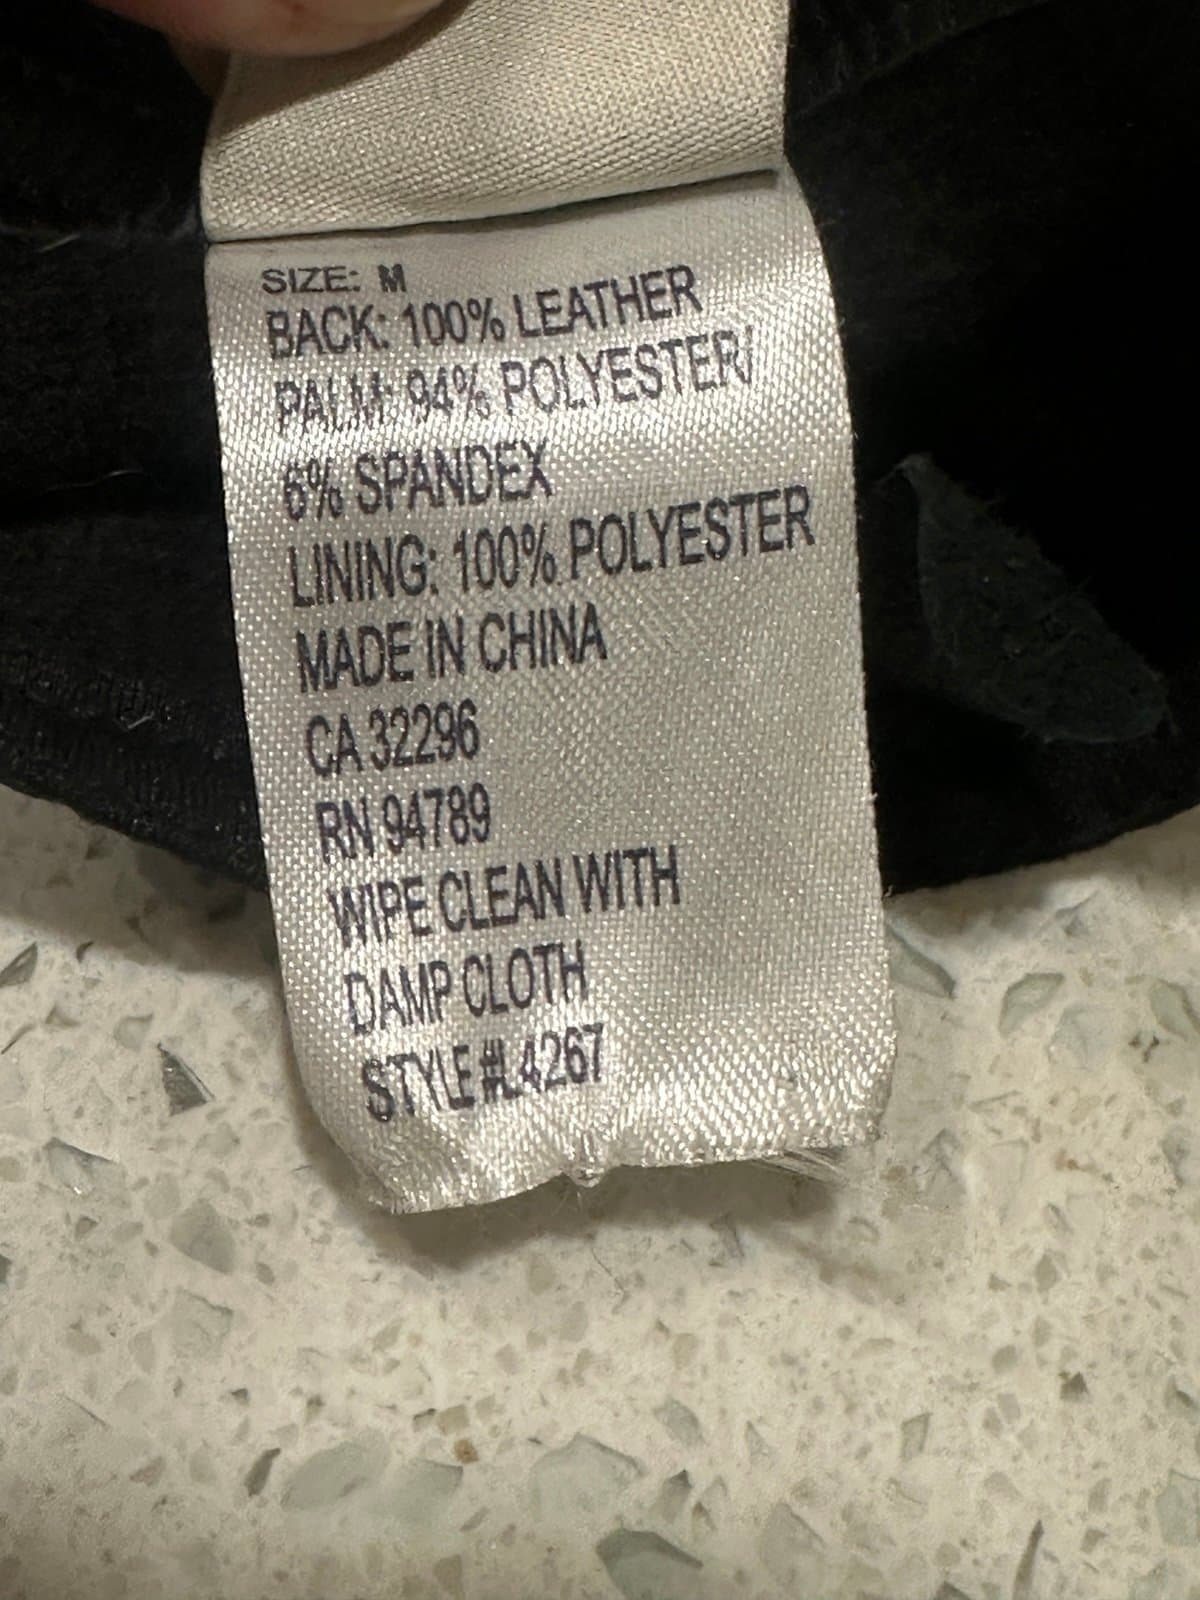 SIZE: M
BACK: 100% LEATHER
PALM: 94% POLYESTER/
6% SPANDEX
LINING: 100% POLYESTER
MADE IN CHINA
CA 32296
RN 94789
WIPE CLEAN WITH
DAMP CLOTH
STYLE #L4267